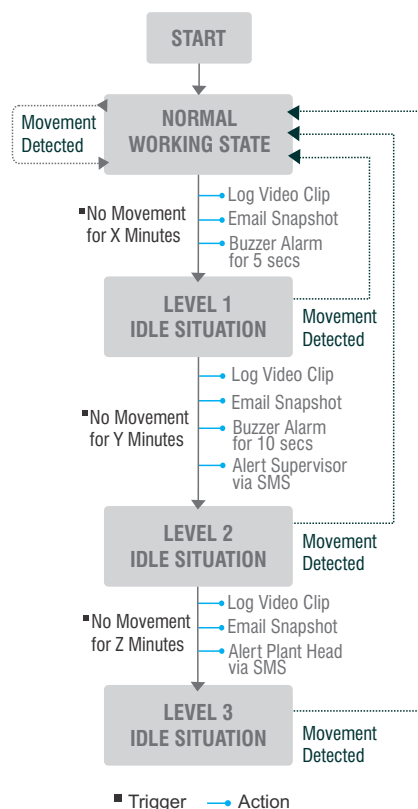 START
NORMAL
WORKING STATE
Movement
Detected
No Movement
for X Minutes
Log Video Clip
Email Snapshot
Buzzer Alarm
for 5 secs
LEVEL 1
IDLE SITUATION
Movement
Detected
No Movement
for Y Minutes
Log Video Clip
Email Snapshot
Buzzer Alarm
for 10 secs
Alert Supervisor
via SMS
LEVEL 2
IDLE SITUATION
Movement
Detected
No Movement
for Z Minutes
Log Video Clip
Email Snapshot
Alert Plant Head
via SMS
LEVEL 3
IDLE SITUATION
Movement
Detected
Trigger Action